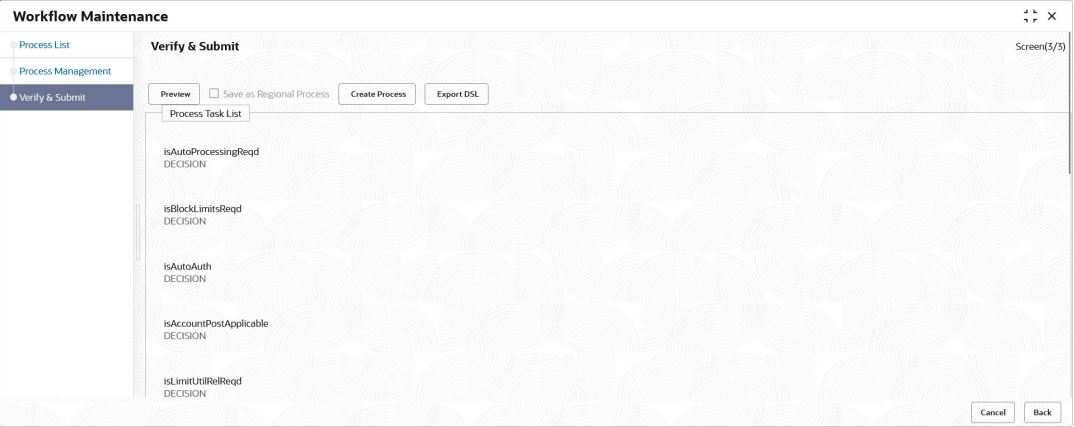 Workflow Maintenance
Process List
Process Management
Verify & Submit
Verify & Submit
Screen(3/3)
Preview
Save as Regional Process
Create Process
Export DSL
Process Task List
isAutoProcessingReqd
DECISION
isBlockLimitsReqd
DECISION
isAutoAuth
DECISION
isAccountPostApplicable
DECISION
isLimitUtilRelReqd
DECISION
Cancel
Back